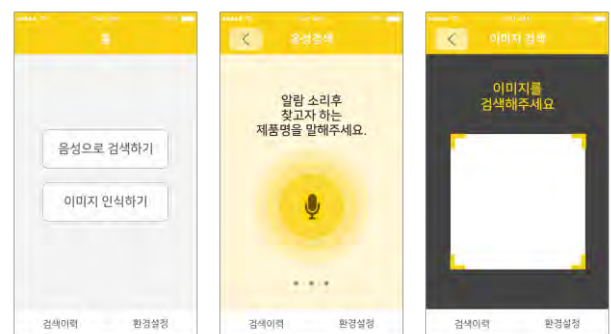 홈
음성으로 검색하기
이미지 인식하기
검색이력
환경설정
음성검색
알람 소리후
찾고자 하는
제품명을 말해주세요.
검색이력
환경설정
이미지 검색
이미지를
검색해주세요
검색이력
환경설정